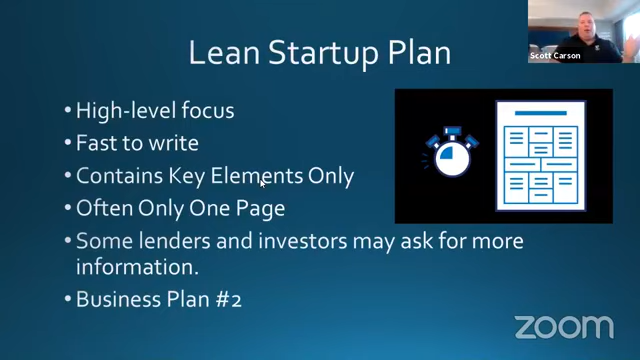 Lean Startup Plan
Scott Carson
• High-level focus
• Fast to write
• Contains Key Elements Only
• Often Only One Page
• Some lenders and investors may ask for more
information.
• Business Plan #2
zoom